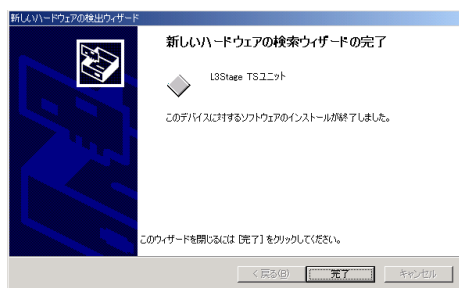 新しいハードウェアの検出ウィザード
新しいハードウェアの検索ウィザードの完了
L3Stage TSユニット
このデバイスに対するソフトウェアのインストールが終了しました。
このウィザードを閉じるには [完了] をクリックしてください。
< 戻る(B)
完了
キャンセル